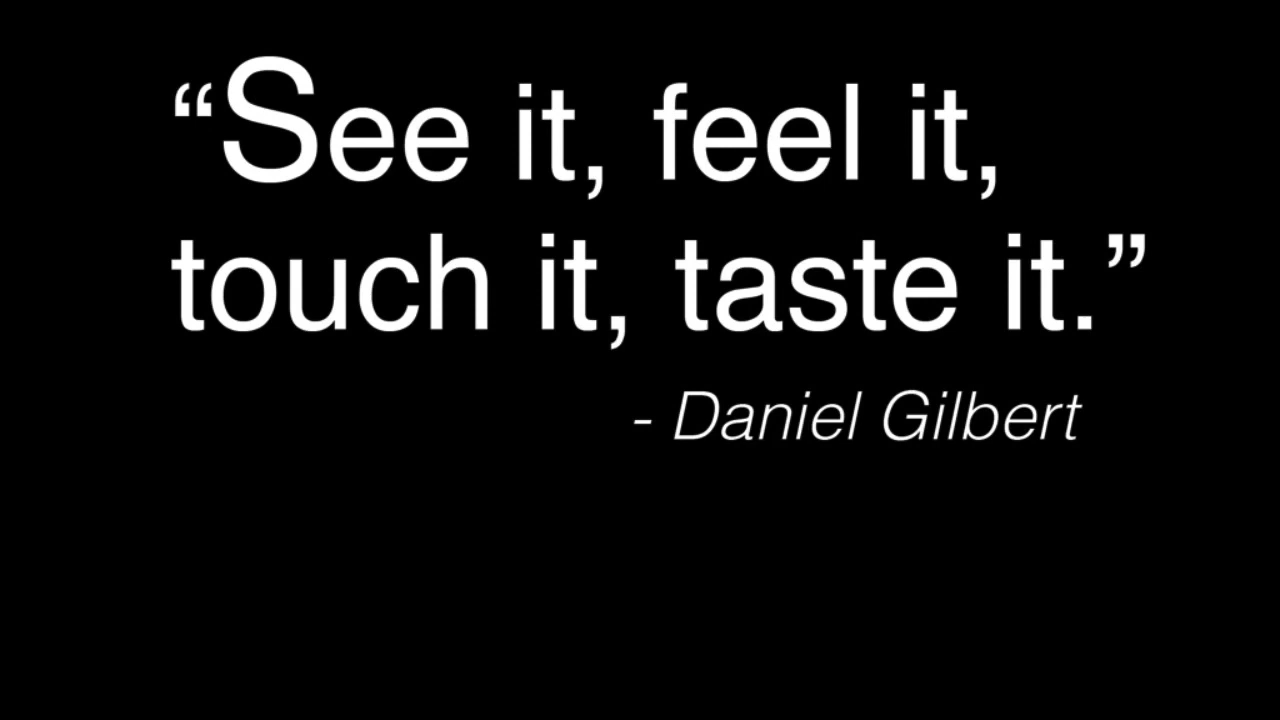 “See it, feel it,
touch it, taste it.”
- Daniel Gilbert